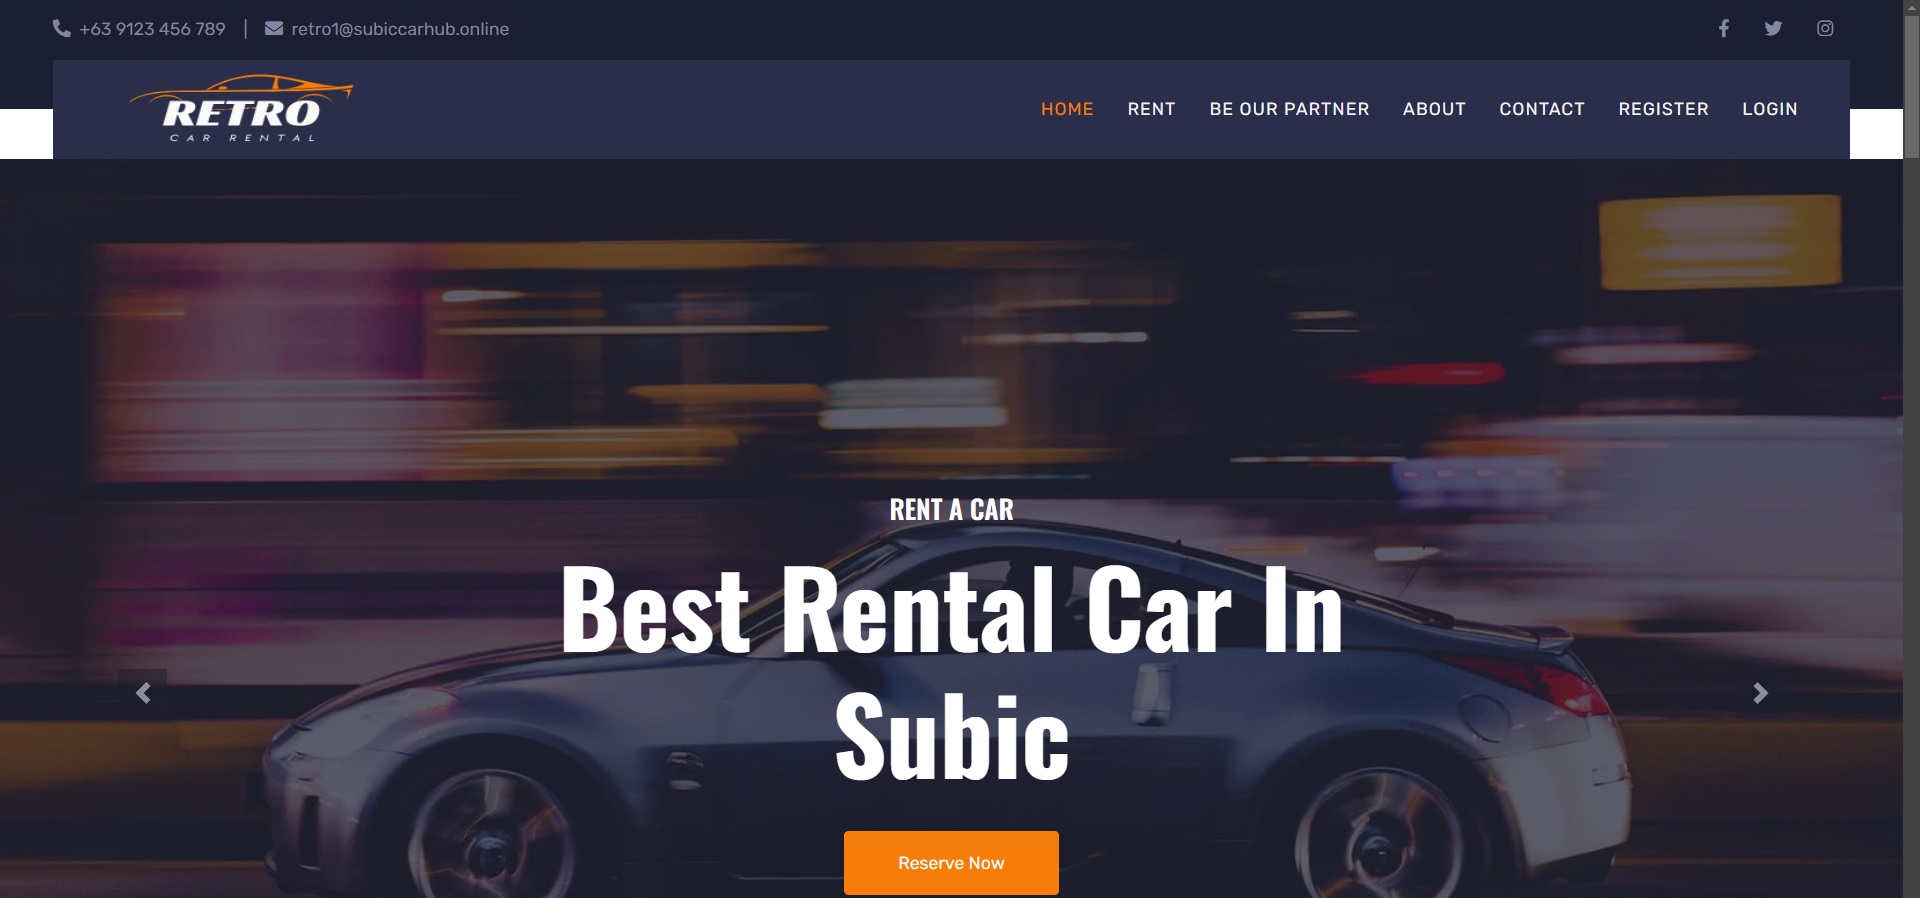 +63 9123 456 789 | retro1@subiccarhub.online
RETRO
CAR RENTAL
HOME RENT BE OUR PARTNER ABOUT CONTACT REGISTER LOGIN
RENT A CAR
Best Rental Car In
Subic
Reserve Now